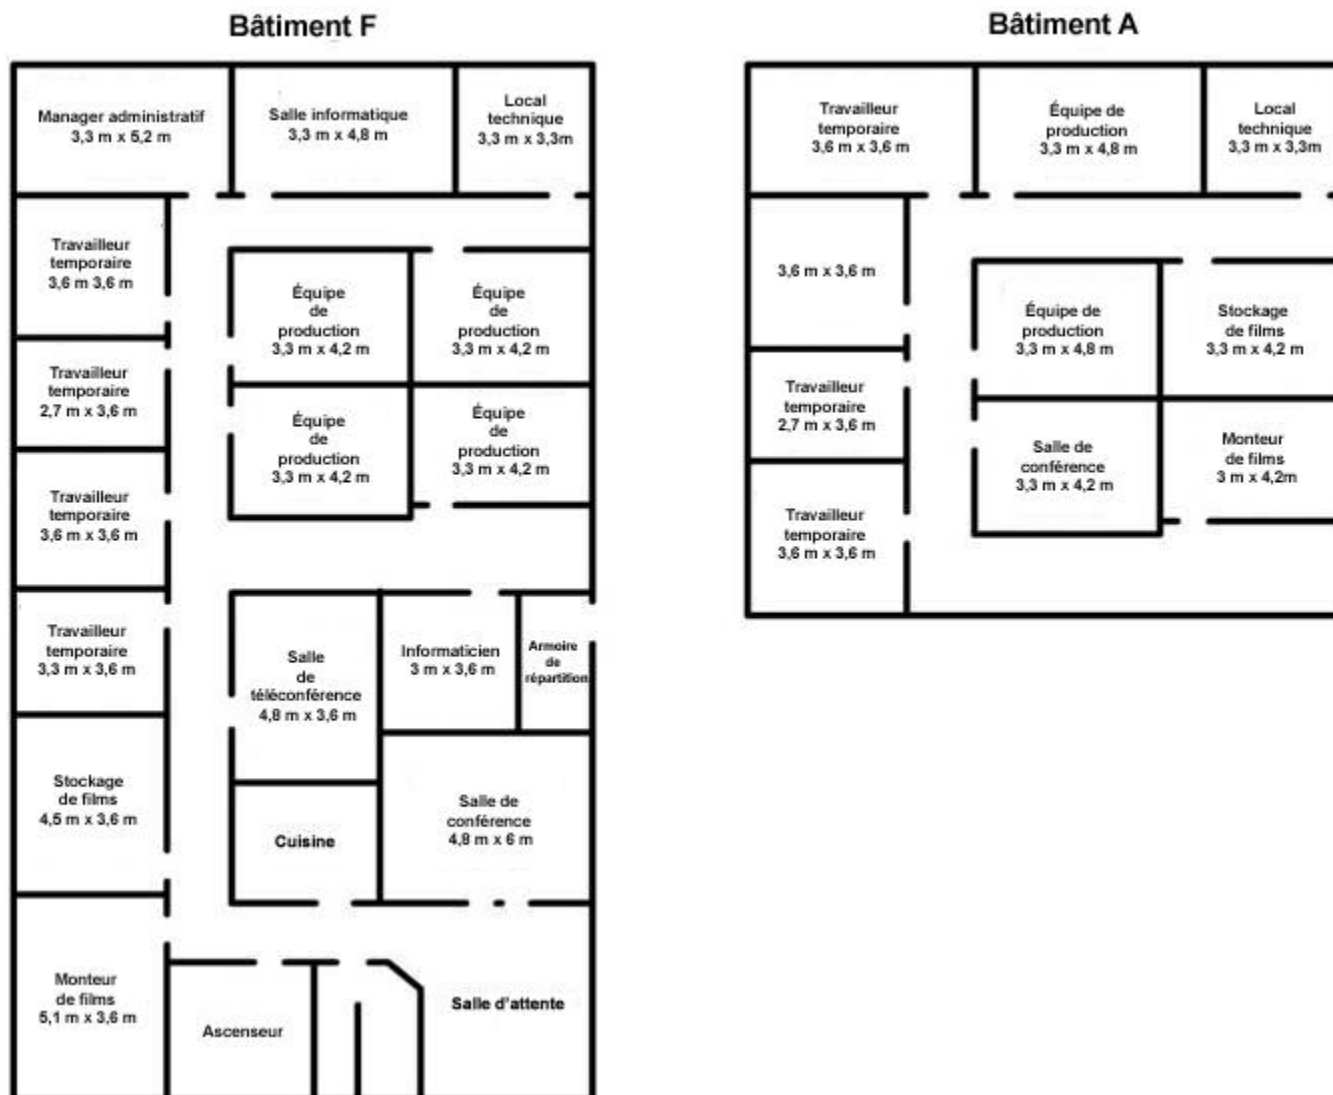 Bâtiment F
Manager administratif
3,3 m x 5,2 m
Salle informatique
3,3 m x 4,8 m
Local
technique
3,3 m x 3,3m
Travailleur
temporaire
3,6 m 3,6 m
Équipe
de
production
3,3 m x 4,2 m
Équipe
de
production
3,3 m x 4,2 m
Travailleur
temporaire
2,7 m x 3,6 m
Équipe
de
production
3,3 m x 4,2 m
Équipe
de
production
3,3 m x 4,2 m
Travailleur
temporaire
3,6 m x 3,6 m
Travailleur
temporaire
3,3 m x 3,6 m
Salle
de
téléconférence
4,8 m x 3,6 m
Informaticien
3 m x 3,6 m
Armoire
de
répartition
Stockage
de films
4,5 m x 3,6 m
Cuisine
Salle de
conférence
4,8 m x 6 m
Monteur
de films
5,1 m x 3,6 m
Ascenseur
Salle d'attente
Bâtiment A
Travailleur
temporaire
3,6 m x 3,6 m
Équipe de
production
3,3 m x 4,8 m
Local
technique
3,3 m x 3,3m
3,6 m x 3,6 m
Équipe de
production
3,3 m x 4,8 m
Stockage
de films
3,3 m x 4,2 m
Travailleur
temporaire
2,7 m x 3,6 m
Salle de
conférence
3,3 m x 4,2 m
Monteur
de films
3 m x 4,2m
Travailleur
temporaire
3,6 m x 3,6 m